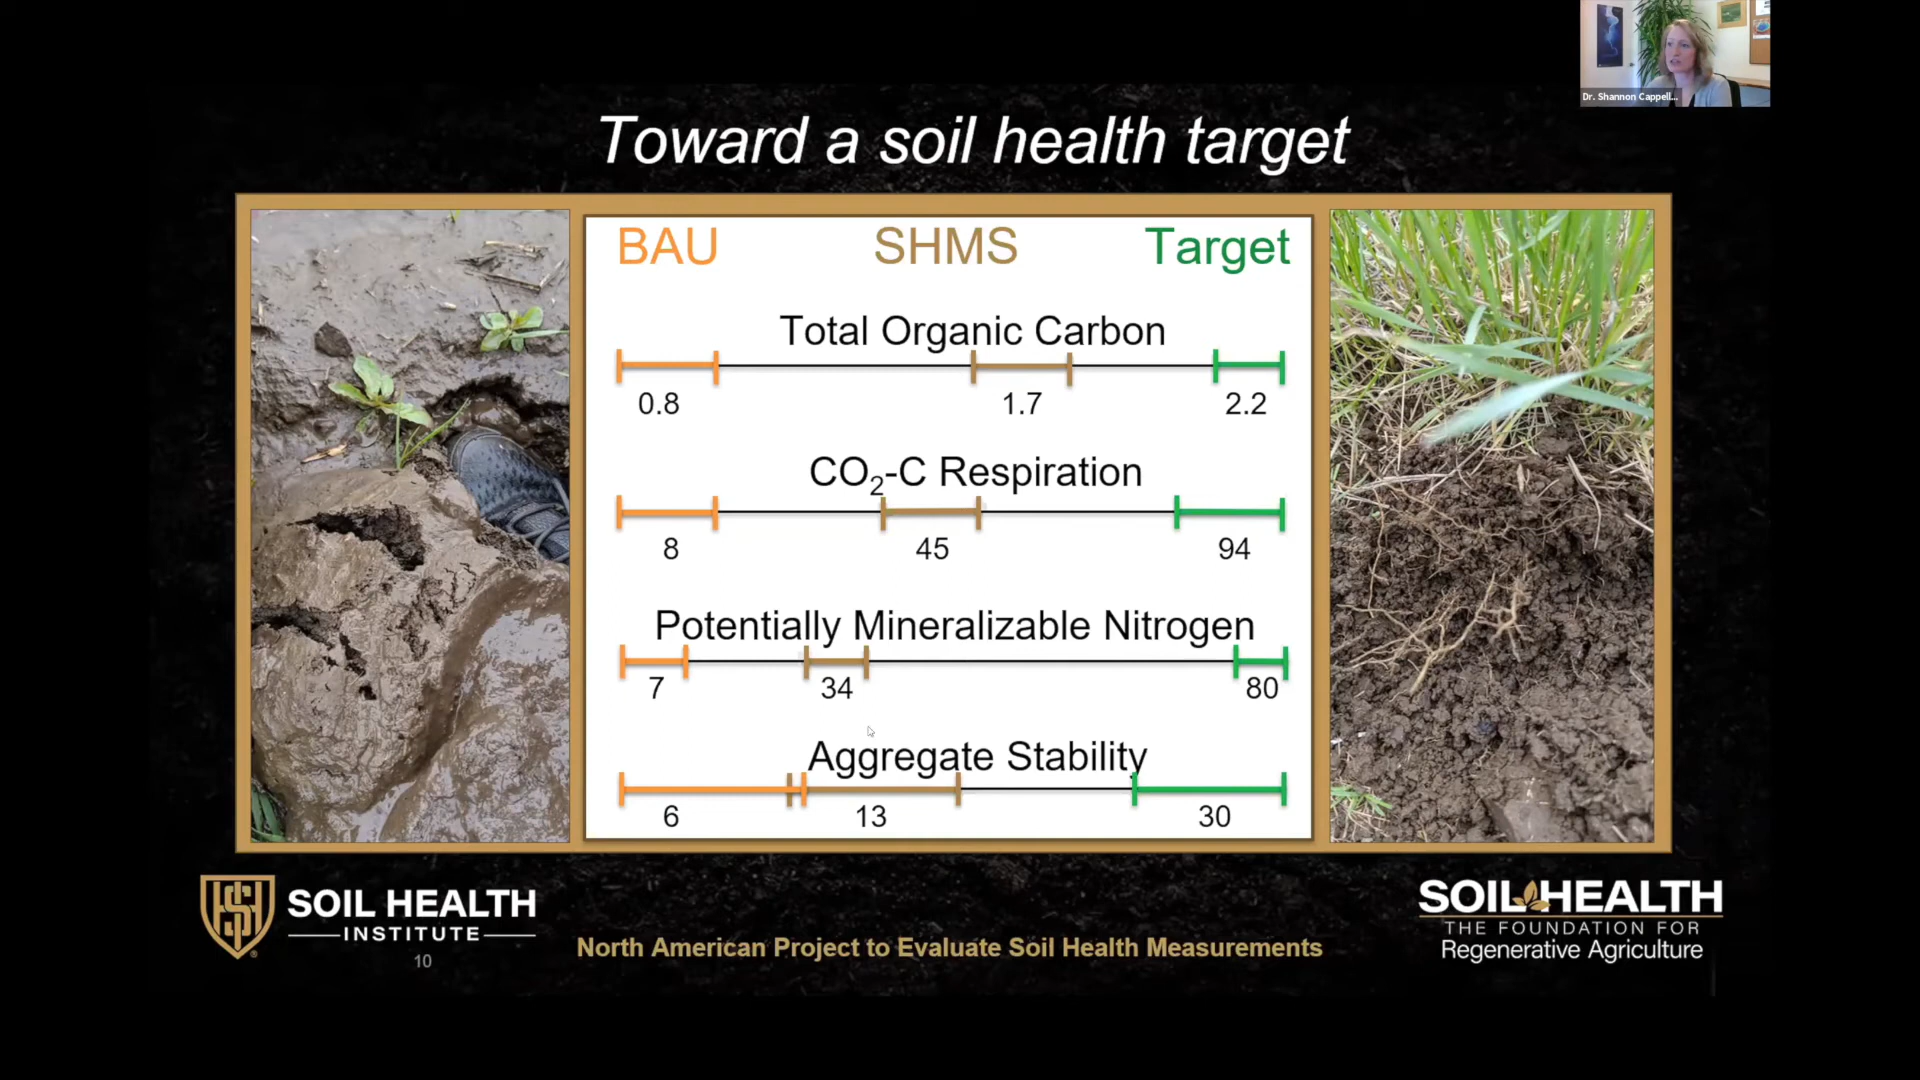 Dr. Shannon Cappell...
Toward a soil health target
BAU SHMS Target
Total Organic Carbon
0.8 1.7 2.2
CO₂-C Respiration
8 45 94
Potentially Mineralizable Nitrogen
7 34 80
Aggregate Stability
6 13 30
SOIL HEALTH
INSTITUTE
10
North American Project to Evaluate Soil Health Measurements
SOIL HEALTH
THE FOUNDATION FOR
Regenerative Agriculture